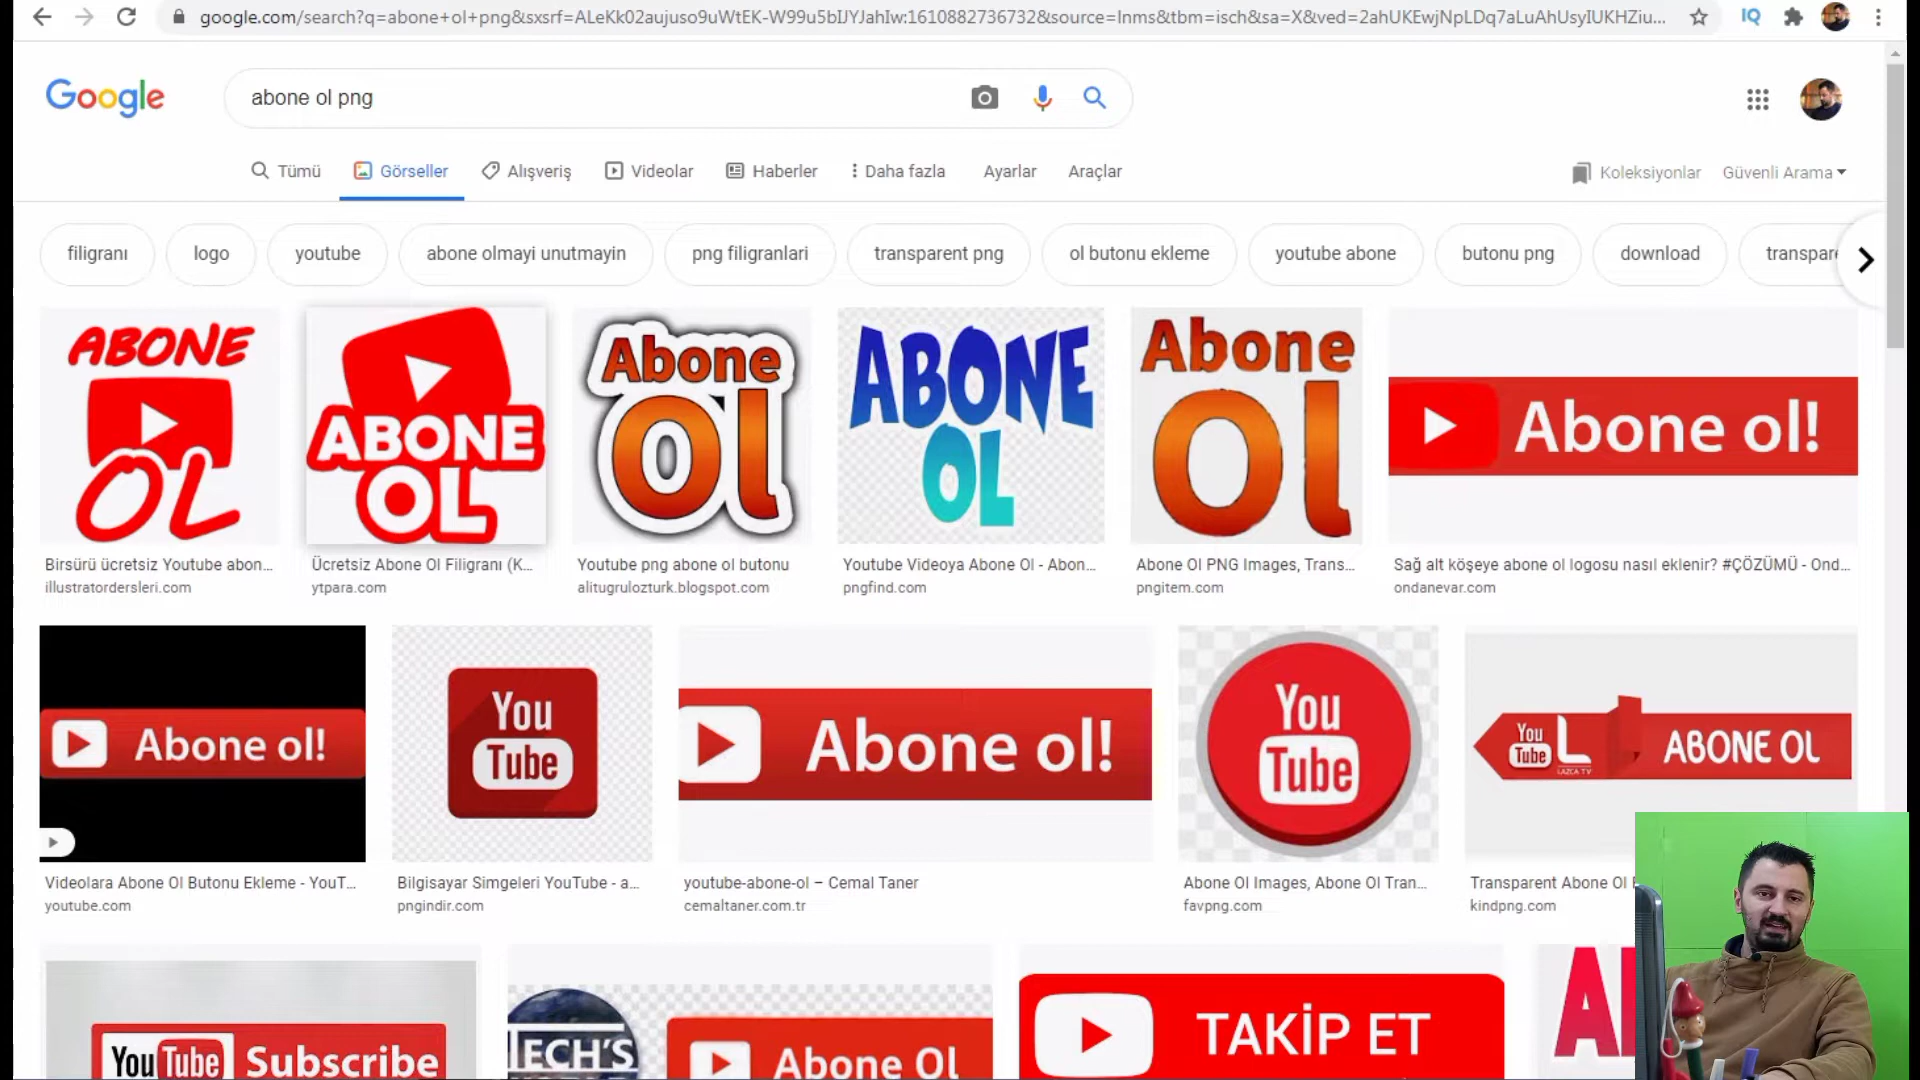 google.com/search?q=abone+ol+png&sxsrf=ALeKk02aujuso9uWtEK-W99u5bIJYJahIw:1610882736732&source=lnms&tbm=isch&sa=X&ved=2ahUKEwjNpLDq7aLuAhUsyIUKHZiu...
IQ
Google
abone ol png
Tümü
Görseller
Alışveriş
Videolar
Haberler
Daha fazla
Ayarlar
Araçlar
Koleksiyonlar
Güvenli Arama
filigranı
logo
youtube
abone olmayi unutmayin
png filigranlari
transparent png
ol butonu ekleme
youtube abone
butonu png
download
transpare
ABONE
OL
ABONE
OL
Abone
Ol
ABONE
OL
Abone
Ol
Abone ol!
Birsürü ücretsiz Youtube abon...
illustratordersleri.com
Ücretsiz Abone Ol Filigranı (K...
ytpara.com
Youtube png abone ol butonu
alitugrulozturk.blogspot.com
Youtube Videoya Abone Ol - Abon...
pngfind.com
Abone Ol PNG Images, Trans...
pngitem.com
Sağ alt köşeye abone ol logosu nasıl eklenir? #ÇÖZÜMÜ - Ond...
ondanevar.com
Abone ol!
You
Tube
Abone ol!
You
Tube
You
Tube
L
LAZCA TV
ABONE OL
Videolara Abone Ol Butonu Ekleme - YouT...
youtube.com
Bilgisayar Simgeleri YouTube - a...
pngindir.com
youtube-abone-ol – Cemal Taner
cemaltaner.com.tr
Abone Ol Images, Abone Ol Tran...
favpng.com
Transparent Abone Ol
kindpng.com
YouTube Subscribe
TECH'S
Abone Ol
TAKİP ET